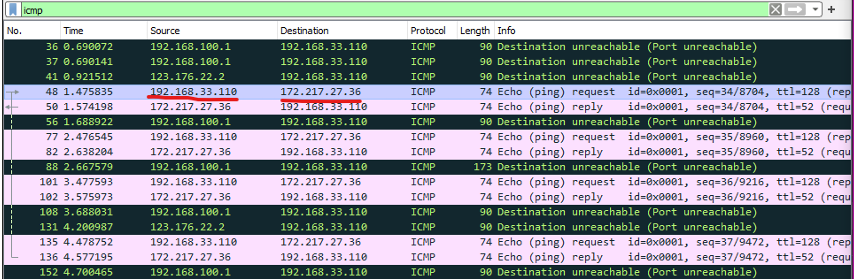 icmp
No. Time Source Destination Protocol Length Info
36 0.690072 192.168.100.1 192.168.33.110 ICMP 90 Destination unreachable (Port unreachable)
37 0.690141 192.168.100.1 192.168.33.110 ICMP 90 Destination unreachable (Port unreachable)
41 0.921512 123.176.22.2 192.168.33.110 ICMP 90 Destination unreachable (Port unreachable)
48 1.475835 192.168.33.110 172.217.27.36 ICMP 74 Echo (ping) request id=0x0001, seq=34/8704, ttl=128 (rep
50 1.574198 172.217.27.36 192.168.33.110 ICMP 74 Echo (ping) reply id=0x0001, seq=34/8704, ttl=52 (requ
56 1.688922 192.168.100.1 192.168.33.110 ICMP 90 Destination unreachable (Port unreachable)
77 2.476545 192.168.33.110 172.217.27.36 ICMP 74 Echo (ping) request id=0x0001, seq=35/8960, ttl=128 (rep
82 2.638204 172.217.27.36 192.168.33.110 ICMP 74 Echo (ping) reply id=0x0001, seq=35/8960, ttl=52 (requ
88 2.667579 192.168.100.1 192.168.33.110 ICMP 173 Destination unreachable (Port unreachable)
101 3.477593 192.168.33.110 172.217.27.36 ICMP 74 Echo (ping) request id=0x0001, seq=36/9216, ttl=128 (rep
102 3.575973 172.217.27.36 192.168.33.110 ICMP 74 Echo (ping) reply id=0x0001, seq=36/9216, ttl=52 (requ
108 3.688031 192.168.100.1 192.168.33.110 ICMP 90 Destination unreachable (Port unreachable)
131 4.200987 123.176.22.2 192.168.33.110 ICMP 90 Destination unreachable (Port unreachable)
135 4.478752 192.168.33.110 172.217.27.36 ICMP 74 Echo (ping) request id=0x0001, seq=37/9472, ttl=128 (rep
136 4.577195 172.217.27.36 192.168.33.110 ICMP 74 Echo (ping) reply id=0x0001, seq=37/9472, ttl=52 (requ
152 4.700465 192.168.100.1 192.168.33.110 ICMP 90 Destination unreachable (Port unreachable)